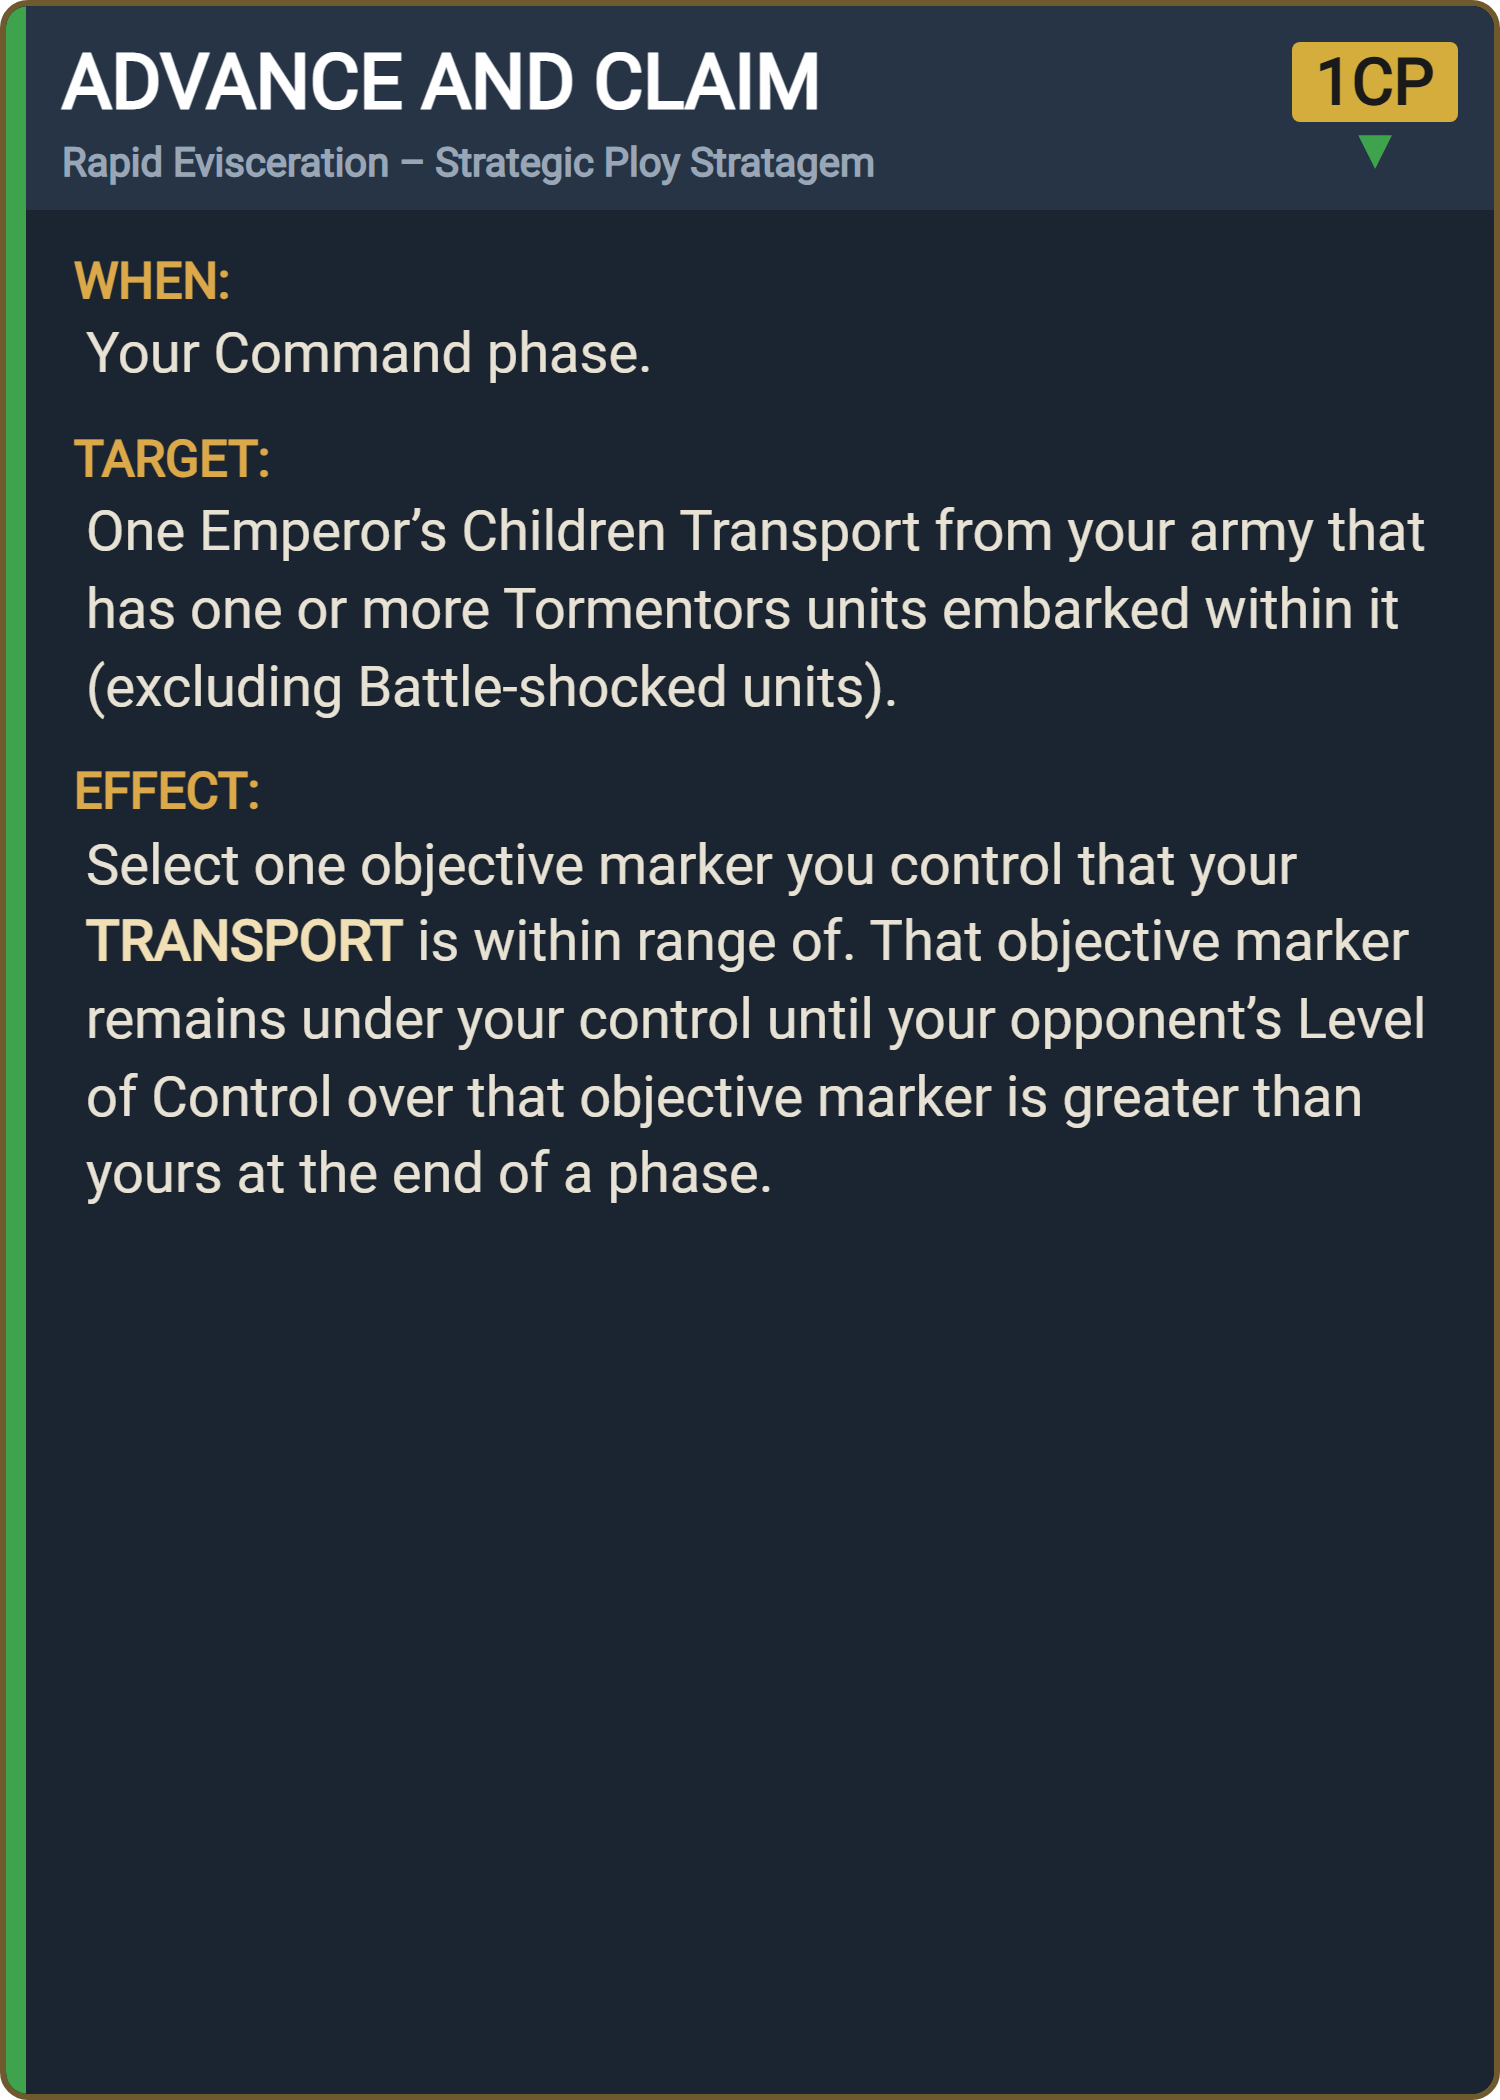 ADVANCE AND CLAIM
1CP
Rapid Evisceration – Strategic Ploy Stratagem
WHEN:
Your Command phase.
TARGET:
One Emperor’s Children Transport from your army that
has one or more Tormentors units embarked within it
(excluding Battle-shocked units).
EFFECT:
Select one objective marker you control that your
TRANSPORT is within range of. That objective marker
remains under your control until your opponent’s Level
of Control over that objective marker is greater than
yours at the end of a phase.